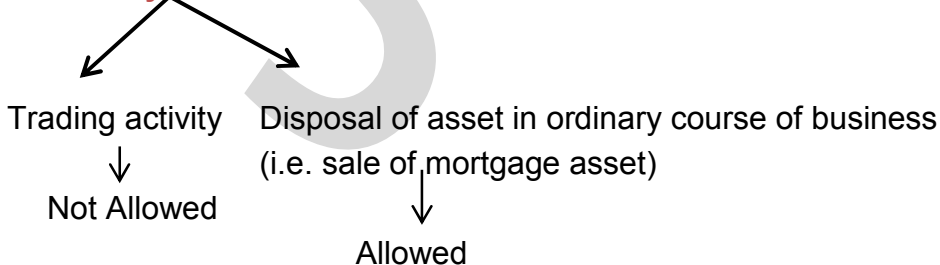 Trading activity
Disposal of asset in ordinary course of business
(i.e. sale of mortgage asset)
Not Allowed
Allowed